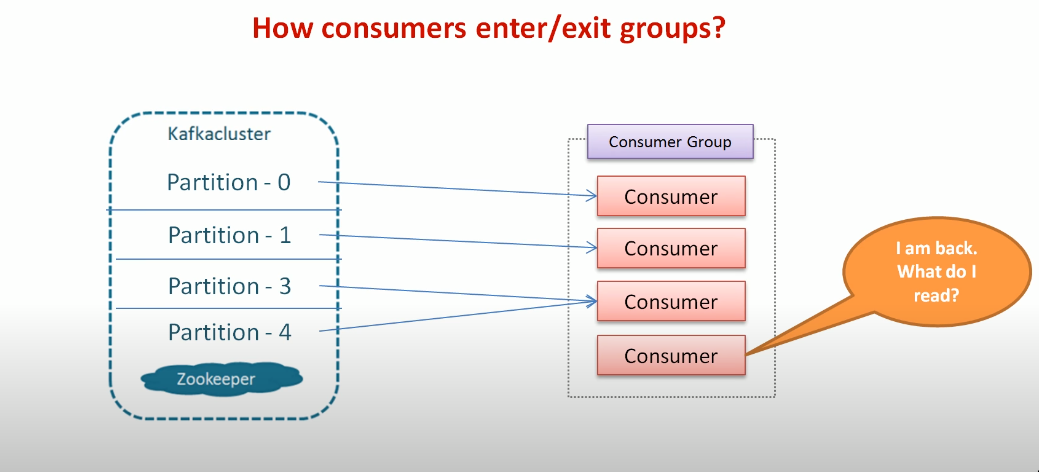 How consumers enter/exit groups?
Kafkacluster
Partition - 0
Partition - 1
Partition - 3
Partition - 4
Zookeeper
Consumer Group
Consumer
Consumer
Consumer
Consumer
I am back.
What do I
read?